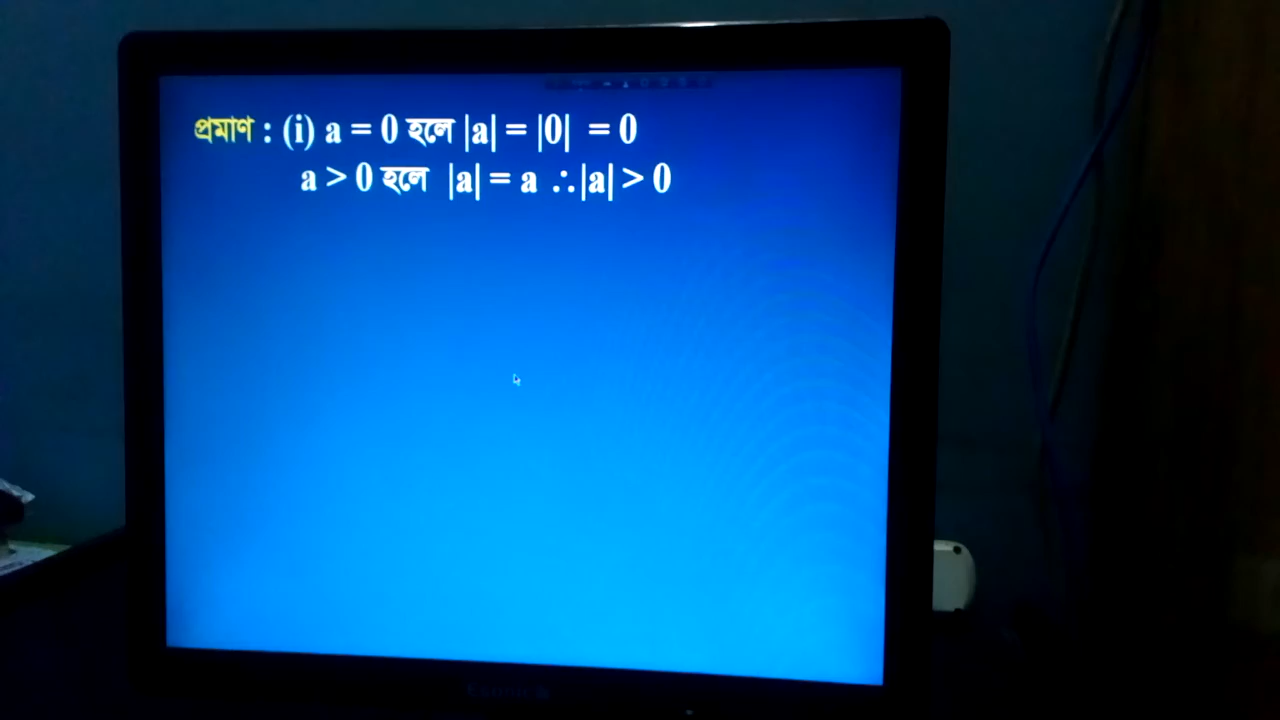 প্রমাণ : (i) a = 0 হলে |a| = |0| = 0
a > 0 হলে |a| = a ∴ |a| > 0